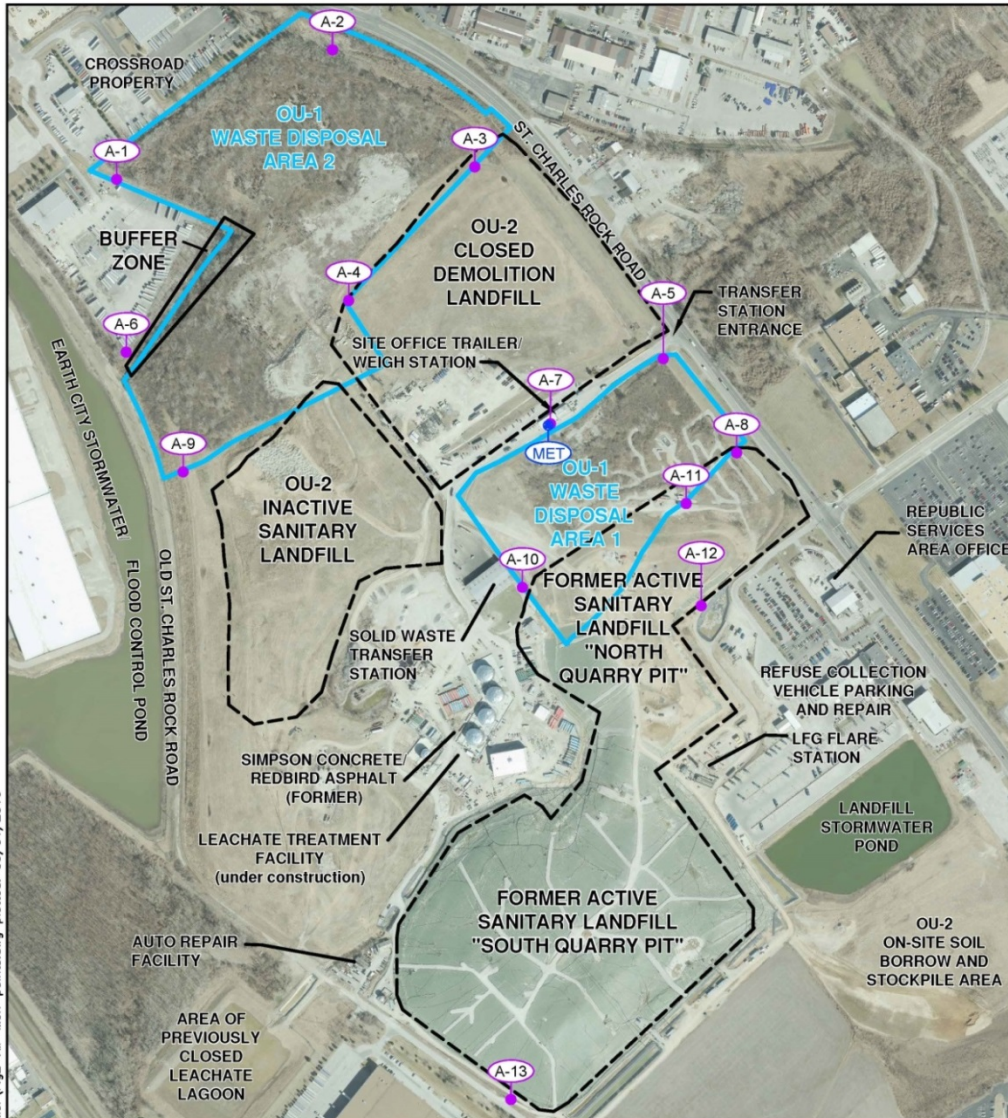 A-2
CROSSROAD
PROPERTY
OU-1
WASTE DISPOSAL
AREA 2
A-3
ST. CHARLES ROCK ROAD
A-1
BUFFER
ZONE
OU-2
CLOSED
DEMOLITION
LANDFILL
A-4
A-5
TRANSFER
STATION
ENTRANCE
A-6
SITE OFFICE TRAILER/
WEIGH STATION
A-7
MET
A-8
EARTH CITY STORMWATER/
FLOOD CONTROL POND
A-9
OLD ST. CHARLES ROCK ROAD
OU-2
INACTIVE
SANITARY
LANDFILL
OU-1
WASTE
DISPOSAL
AREA 1
A-11
REPUBLIC
SERVICES
AREA OFFICE
A-10
A-12
FORMER ACTIVE
SANITARY
LANDFILL
"NORTH
QUARRY PIT"
SOLID WASTE
TRANSFER
STATION
REFUSE COLLECTION
VEHICLE PARKING
AND REPAIR
LFG FLARE
STATION
SIMPSON CONCRETE/
REDBIRD ASPHALT
(FORMER)
LEACHATE TREATMENT
FACILITY
(under construction)
LANDFILL
STORMWATER
POND
FORMER ACTIVE
SANITARY LANDFILL
"SOUTH QUARRY PIT"
AUTO REPAIR
FACILITY
OU-2
ON-SITE SOIL
BORROW AND
STOCKPILE AREA
AREA OF
PREVIOUSLY
CLOSED
LEACHATE
LAGOON
A-13